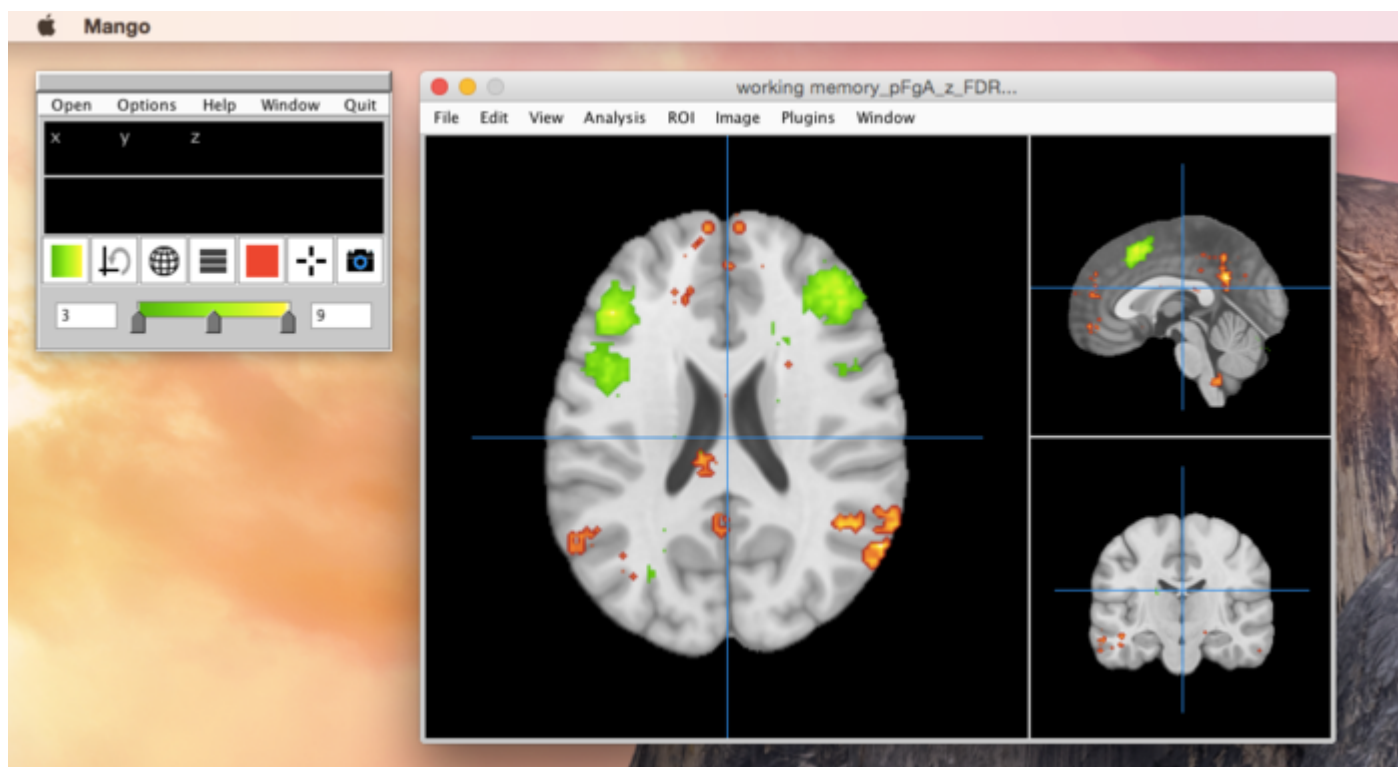 Mango
Open Options Help Window Quit
x y z
3 9
working memory_pFgA_z_FDR...
File Edit View Analysis ROI Image Plugins Window